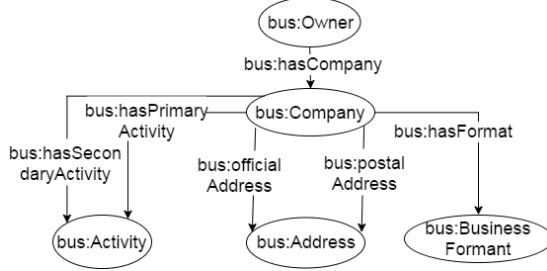 bus:Owner
bus:hasCompany
bus:Company
bus:hasPrimary
Activity
bus:hasFormat
bus:hasSecon
daryActivity
bus:official
Address
bus:postal
Address
bus:Activity
bus:Address
bus:Business
Formant